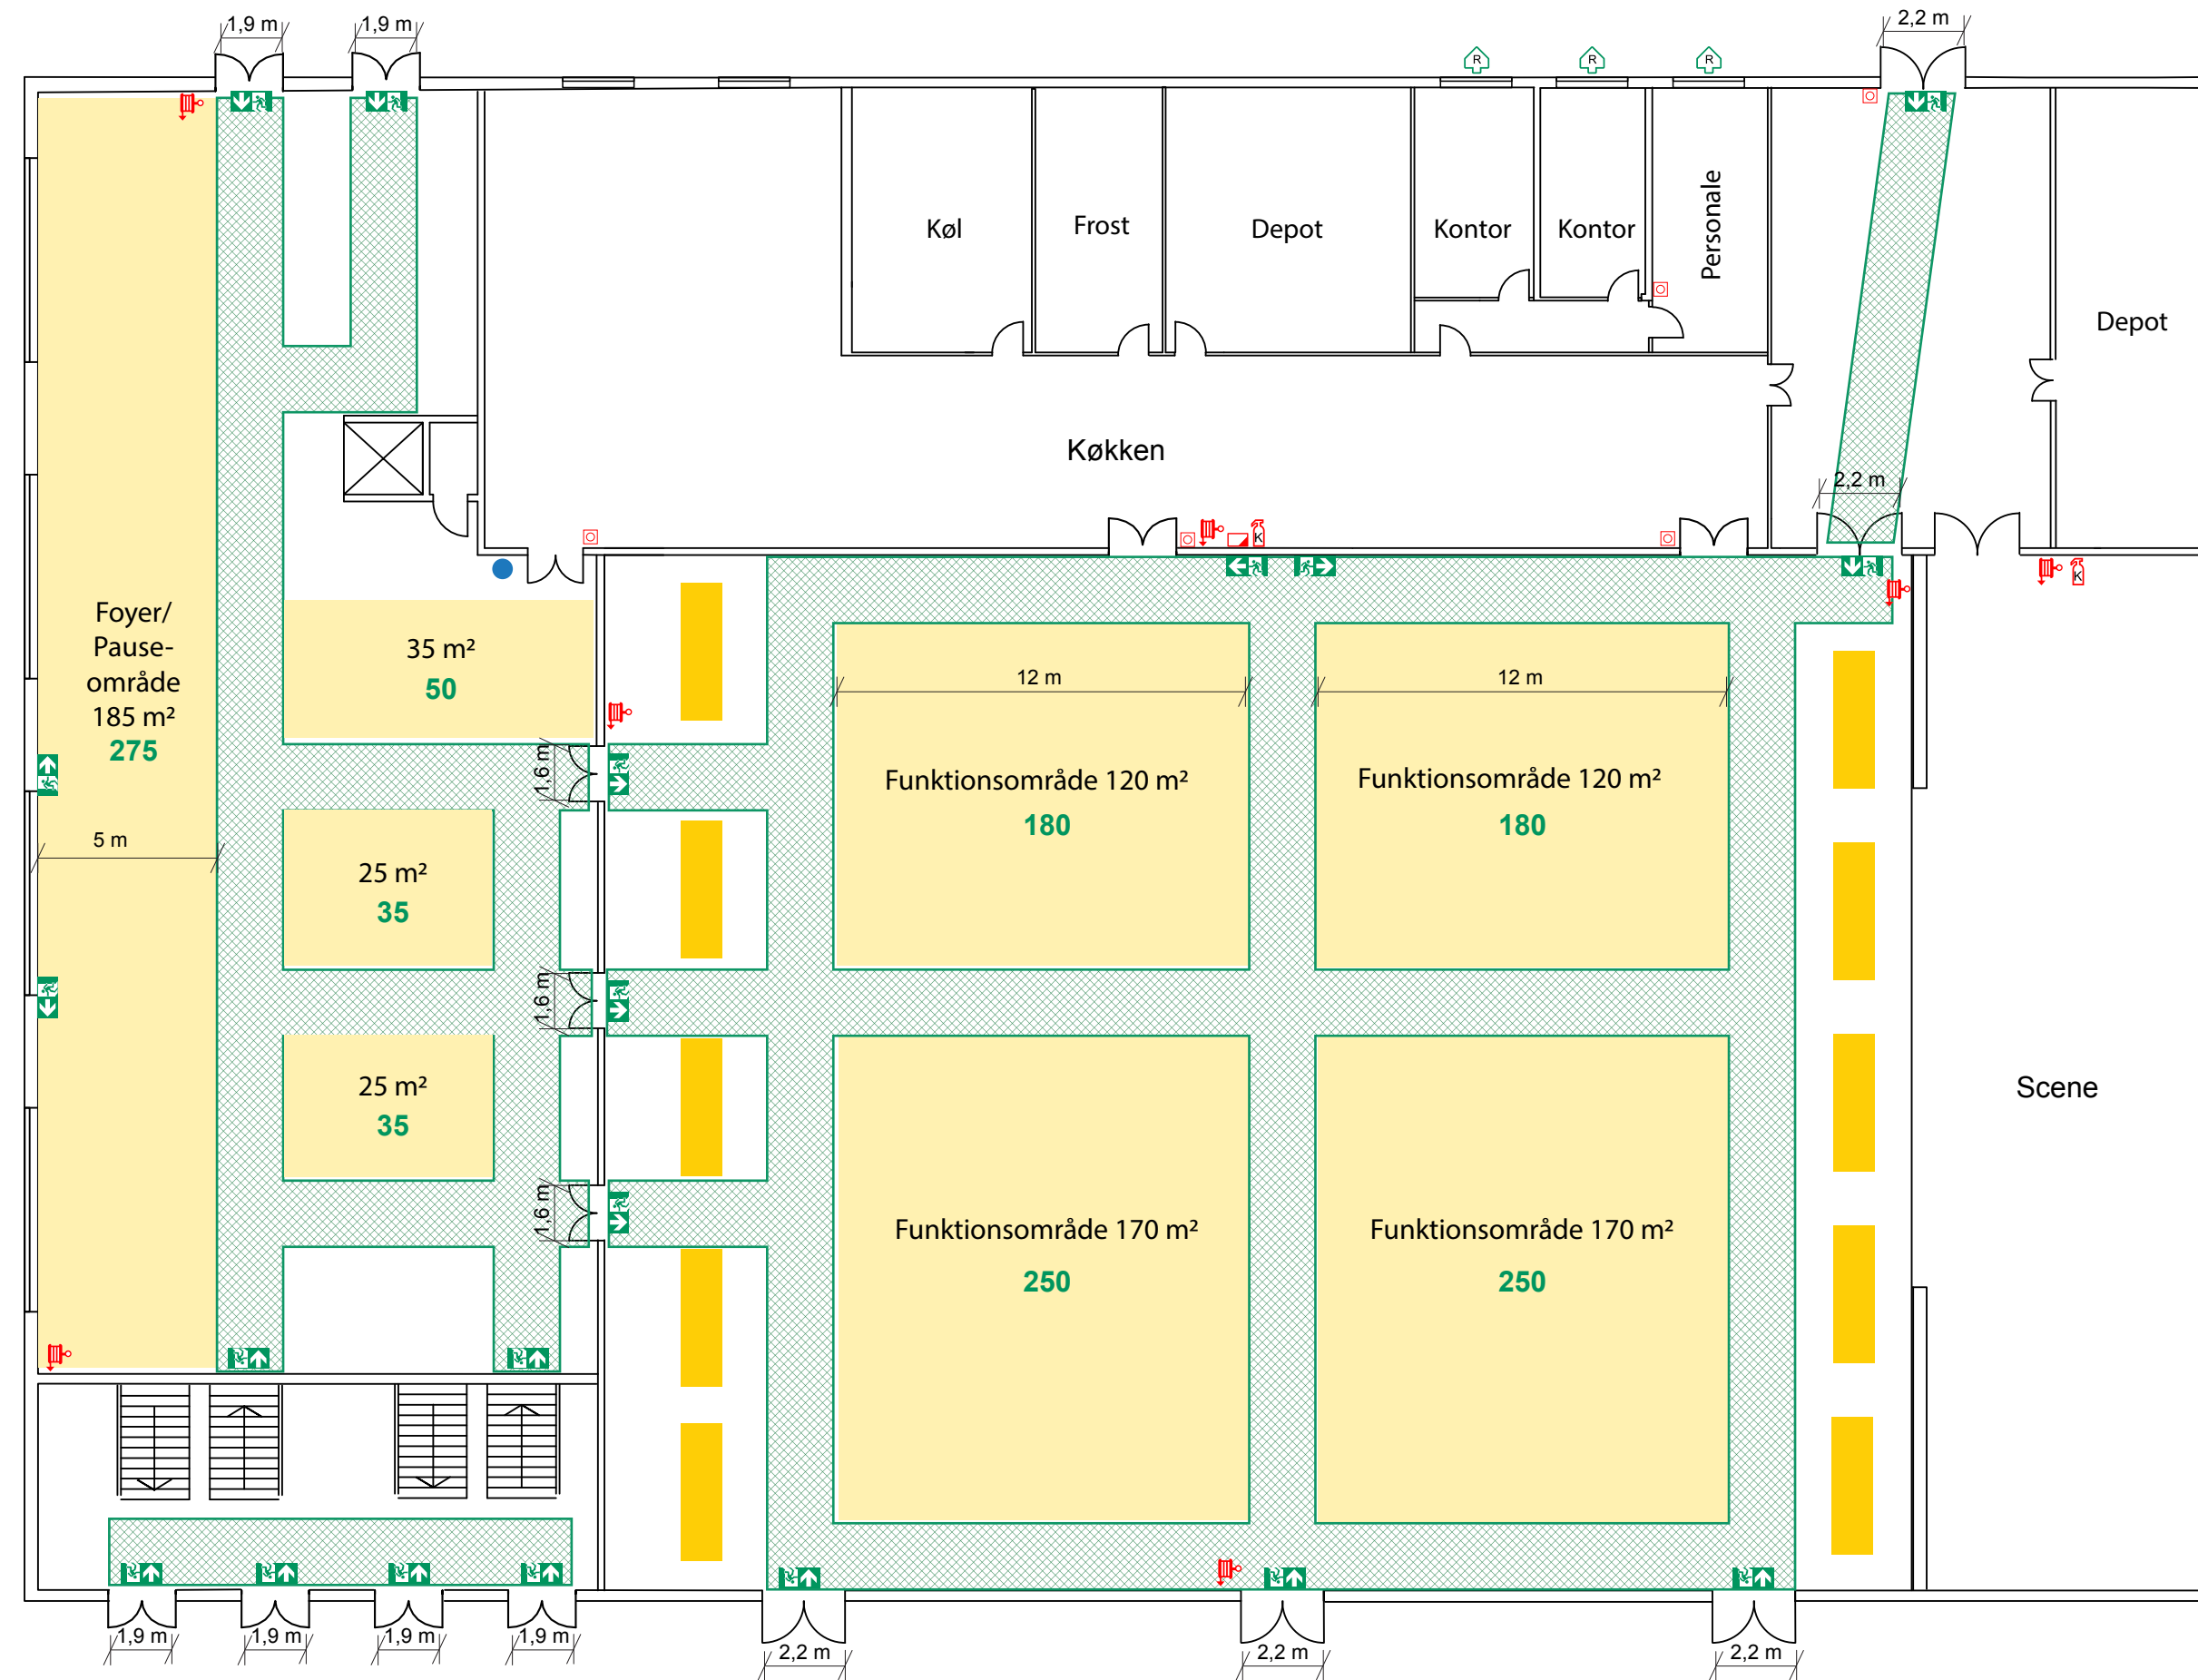 1,9 m
1,9 m
2,2 m
R
R
R
Køl
Frost
Depot
Kontor
Kontor
Personale
Depot
Køkken
2,2 m
K
K
Foyer/
Pause-
område
185 m²
275
35 m²
50
12 m
12 m
1,6 m
Funktionsområde 120 m²
180
Funktionsområde 120 m²
180
5 m
25 m²
35
1,6 m
25 m²
35
Scene
1,6 m
Funktionsområde 170 m²
250
Funktionsområde 170 m²
250
1,9 m
1,9 m
1,9 m
1,9 m
2,2 m
2,2 m
2,2 m